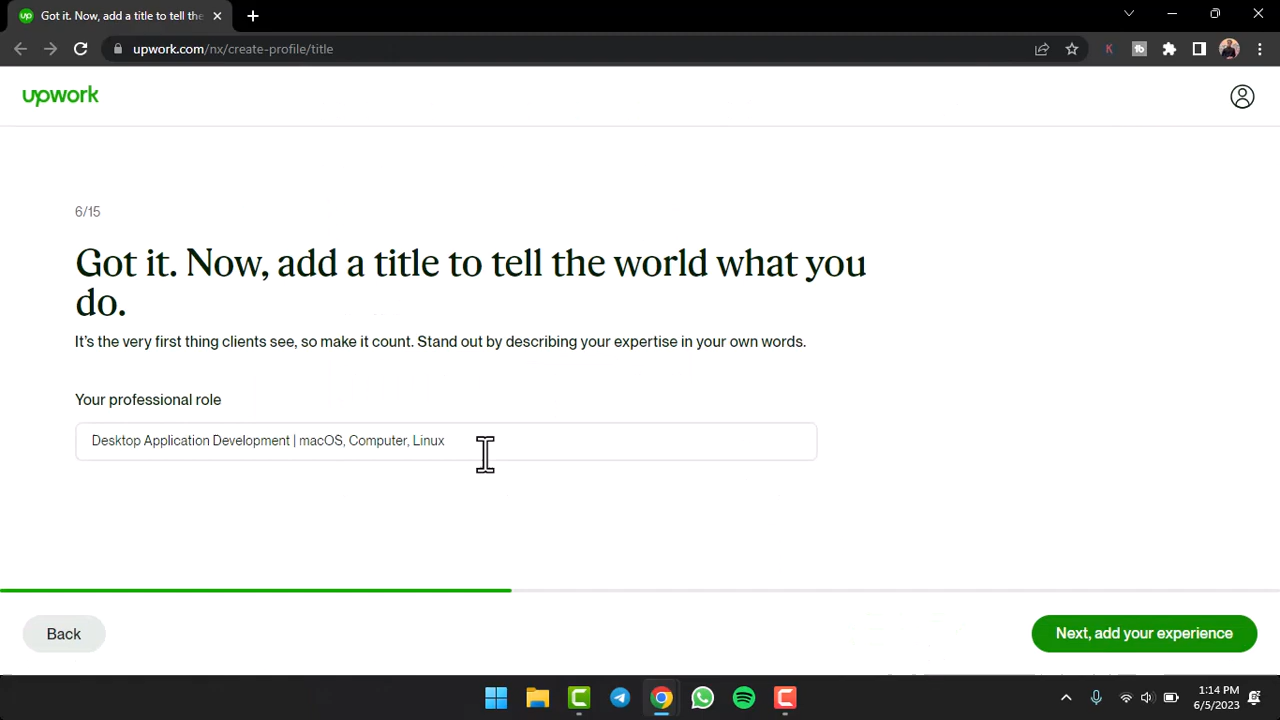 up Got it. Now, add a title to tell the
upwork.com/nx/create-profile/title
K
upwork
6/15
Got it. Now, add a title to tell the world what you
do.
It's the very first thing clients see, so make it count. Stand out by describing your expertise in your own words.
Your professional role
Desktop Application Development | macOS, Computer, Linux
Back
Next, add your experience
1:14 PM
6/5/2023